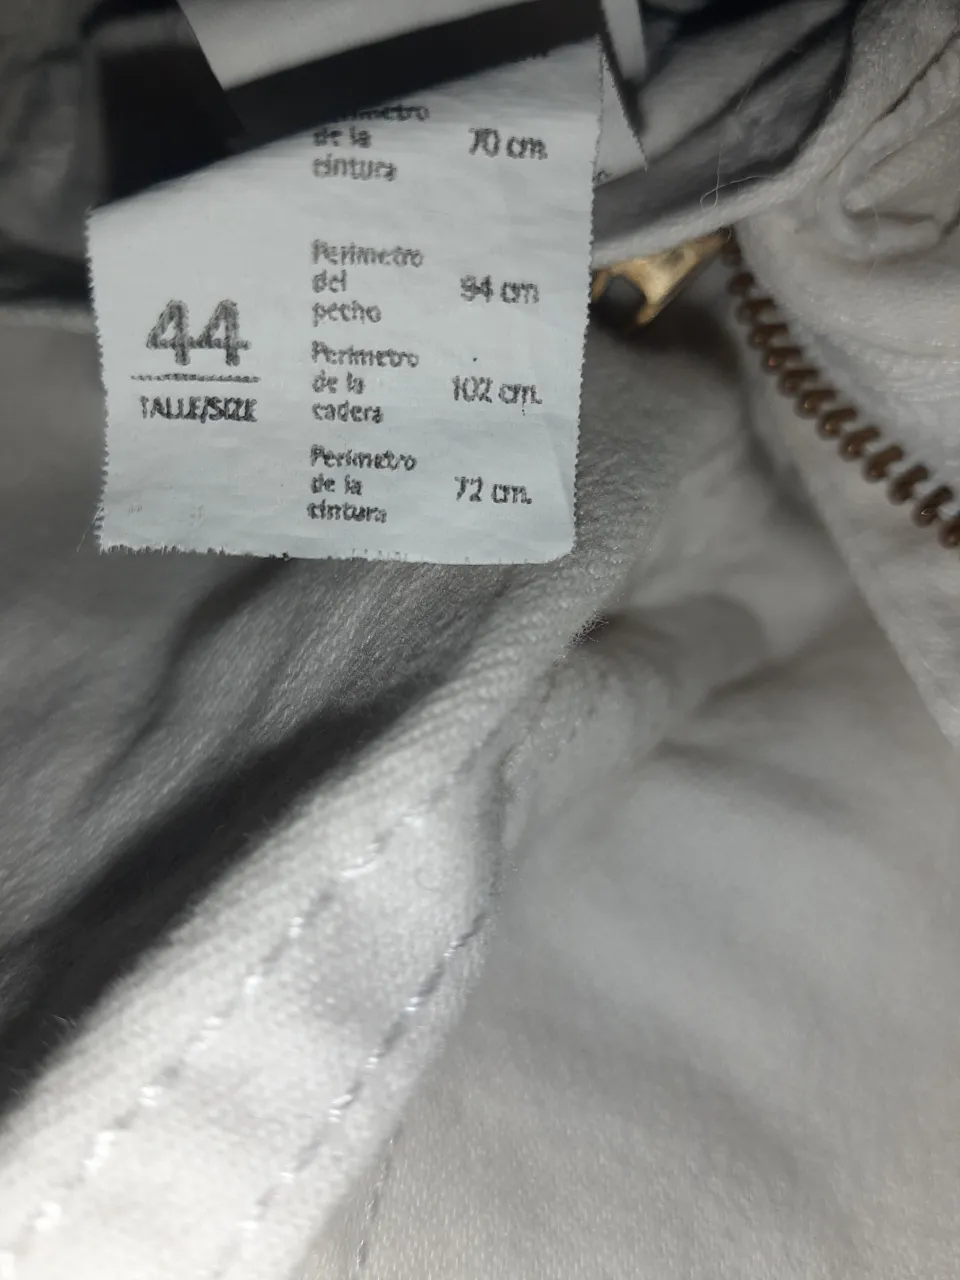 de la
cintura
70 cm.
Perimetro
del
pecho
94 cm
44
TALLE/SIZE
Perimetro
de la
cadera
102 cm.
Perimetro
de la
cintura
72 cm.